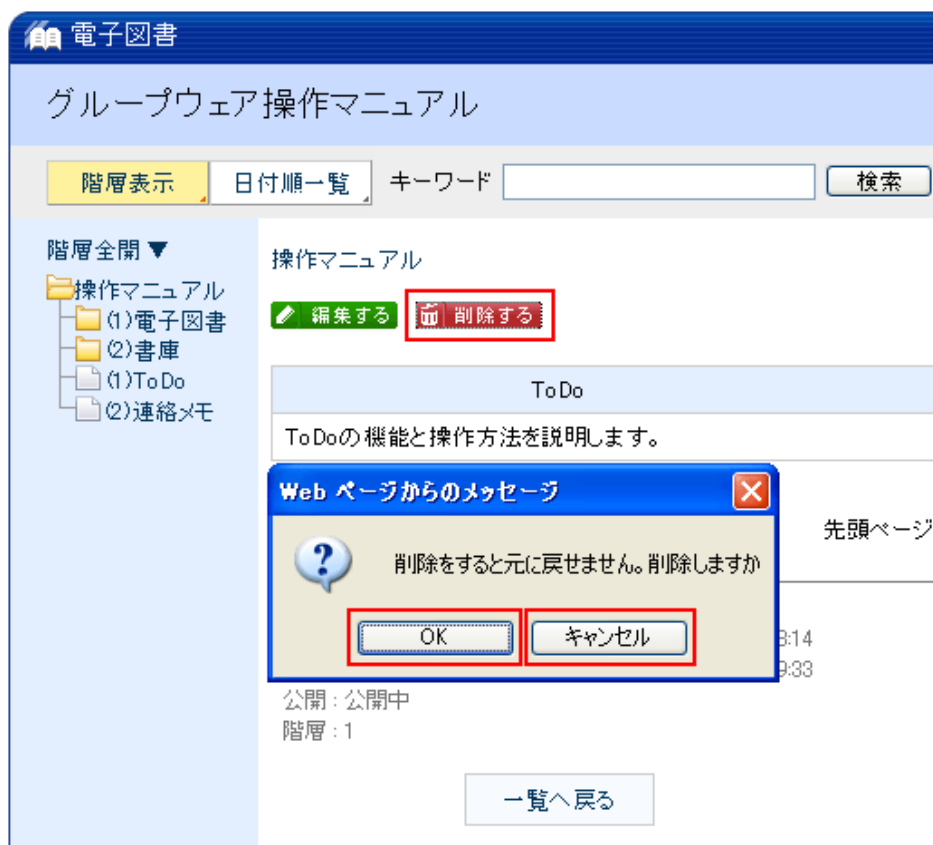 電子図書
グループウェア操作マニュアル
階層表示 日付順一覧 キーワード 検索
階層全開▼
操作マニュアル
(1)電子図書
(2)書庫
(1)ToDo
(2)連絡メモ
操作マニュアル
編集する 削除する
ToDo
ToDoの機能と操作方法を説明します。
Web ページからのメッセージ
削除をすると元に戻せません。削除しますか
OK キャンセル
先頭ページ
3:14
9:33
公開:公開中
階層:1
一覧へ戻る